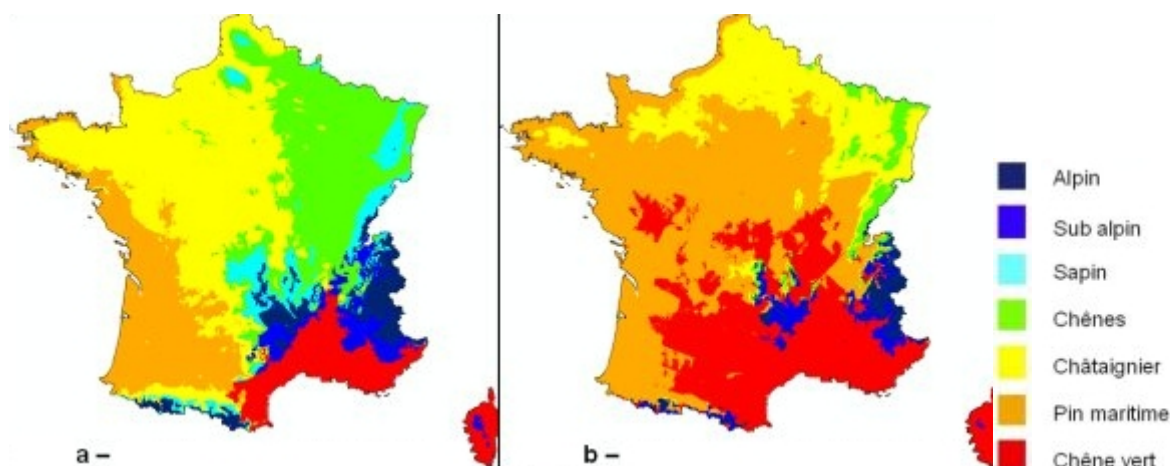 a –
b –
Alpin
Sub alpin
Sapin
Chênes
Châtaignier
Pin maritime
Chêne vert